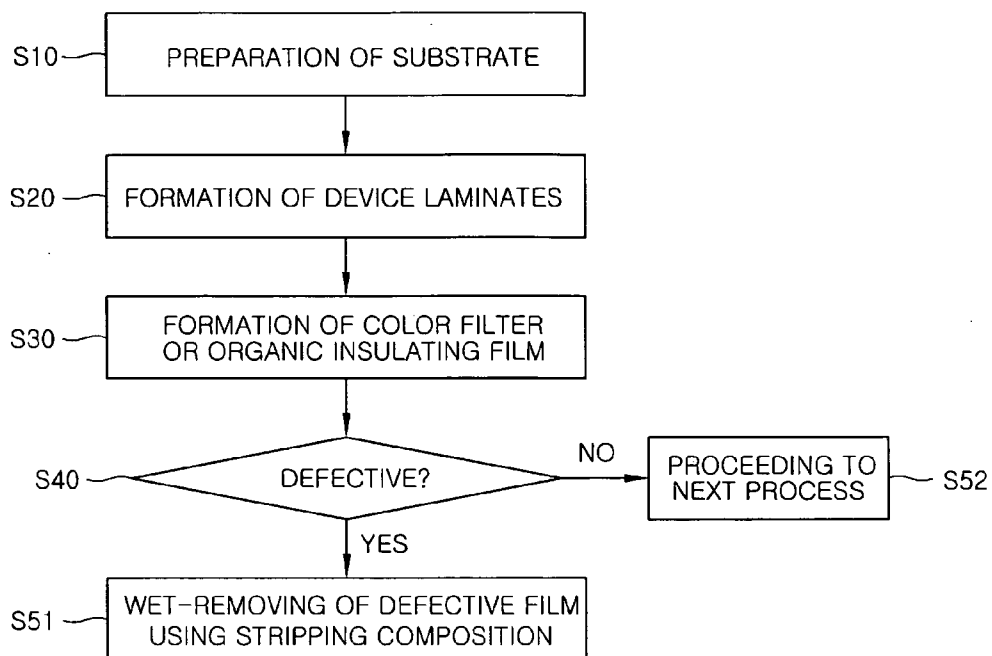 S10
PREPARATION OF SUBSTRATE
S20
FORMATION OF DEVICE LAMINATES
S30
FORMATION OF COLOR FILTER
OR ORGANIC INSULATING FILM
S40
DEFECTIVE?
NO
PROCEEDING TO
NEXT PROCESS
S52
YES
S51
WET-REMOVING OF DEFECTIVE FILM
USING STRIPPING COMPOSITION